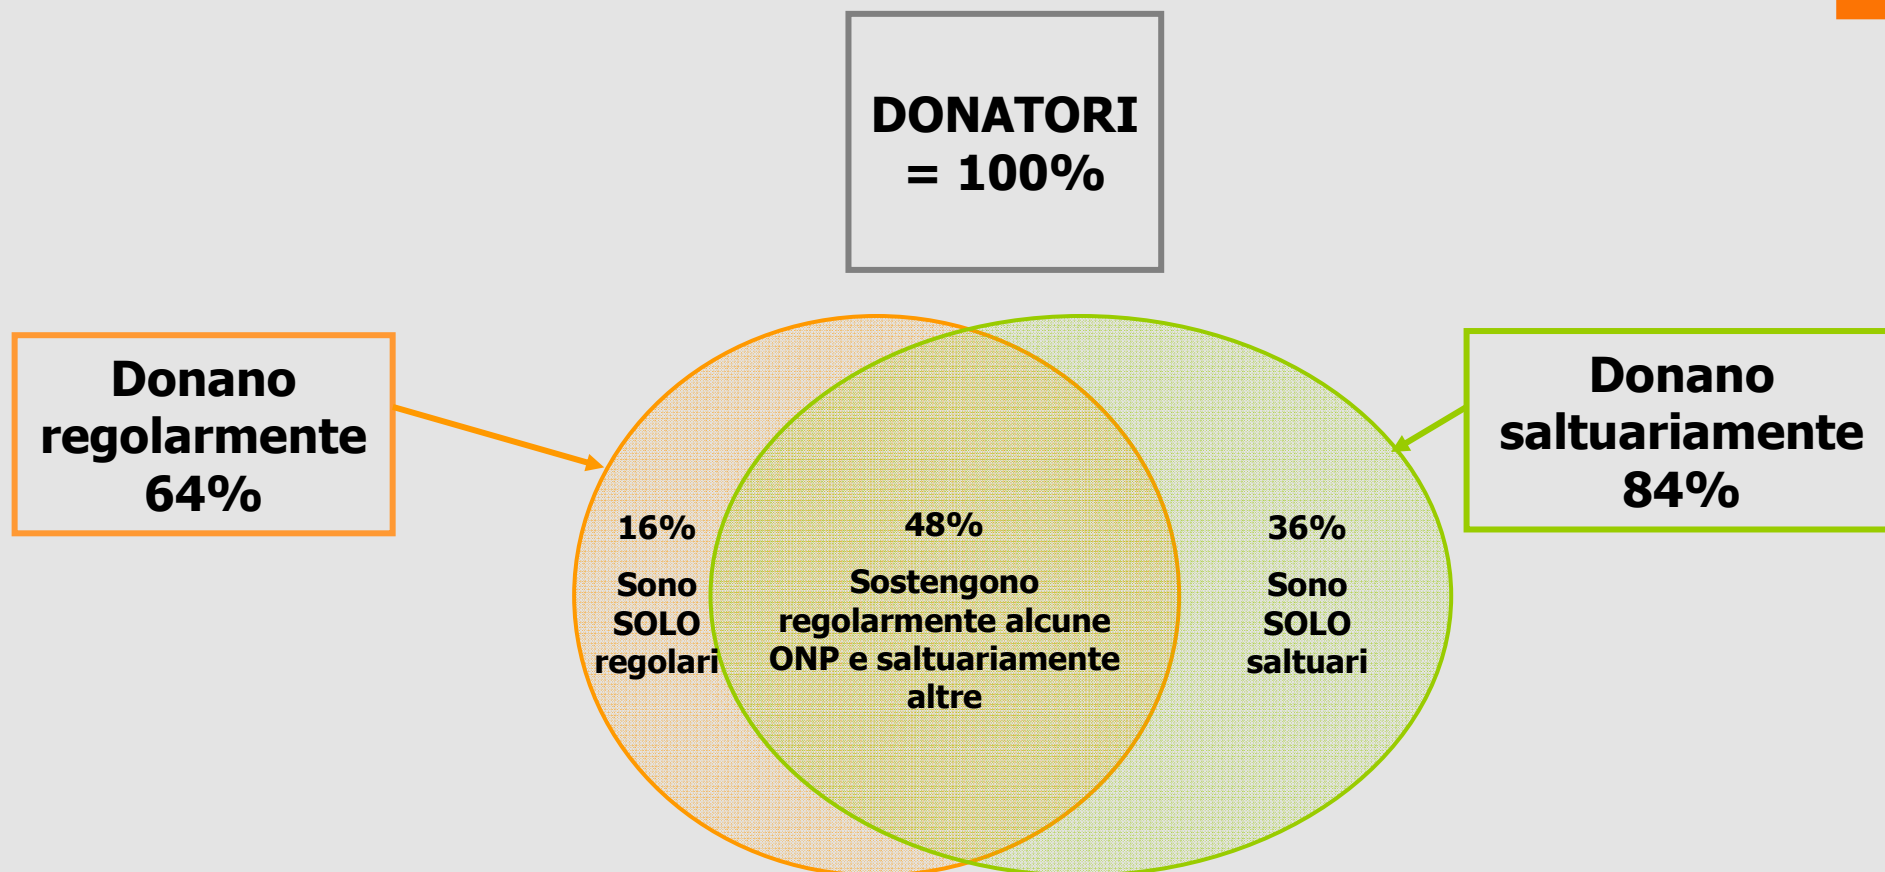 DONATORI
= 100%
Donano
regolarmente
64%
Donano
saltuariamente
84%
16%
Sono
SOLO
regolari
48%
Sostengono
regolarmente alcune
ONP e saltuariamente
altre
36%
Sono
SOLO
saltuari